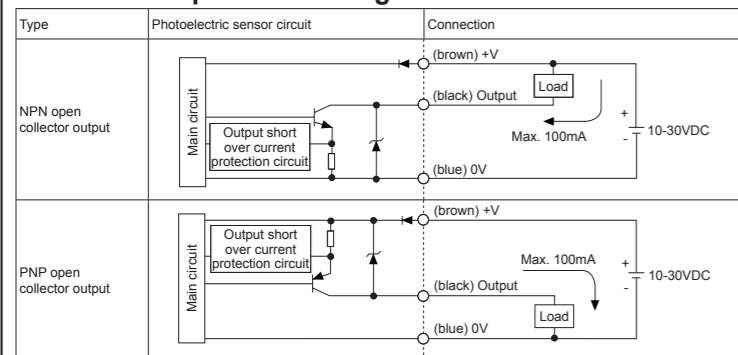 Type
Photoelectric sensor circuit
Connection
NPN open
collector output
Main circuit
Output short
over current
protection circuit
(brown) +V
(black) Output
Load
Max. 100mA
+
-
10-30VDC
(blue) 0V
PNP open
collector output
Main circuit
Output short
over current
protection circuit
(brown) +V
Max. 100mA
+
-
10-30VDC
(black) Output
Load
(blue) 0V